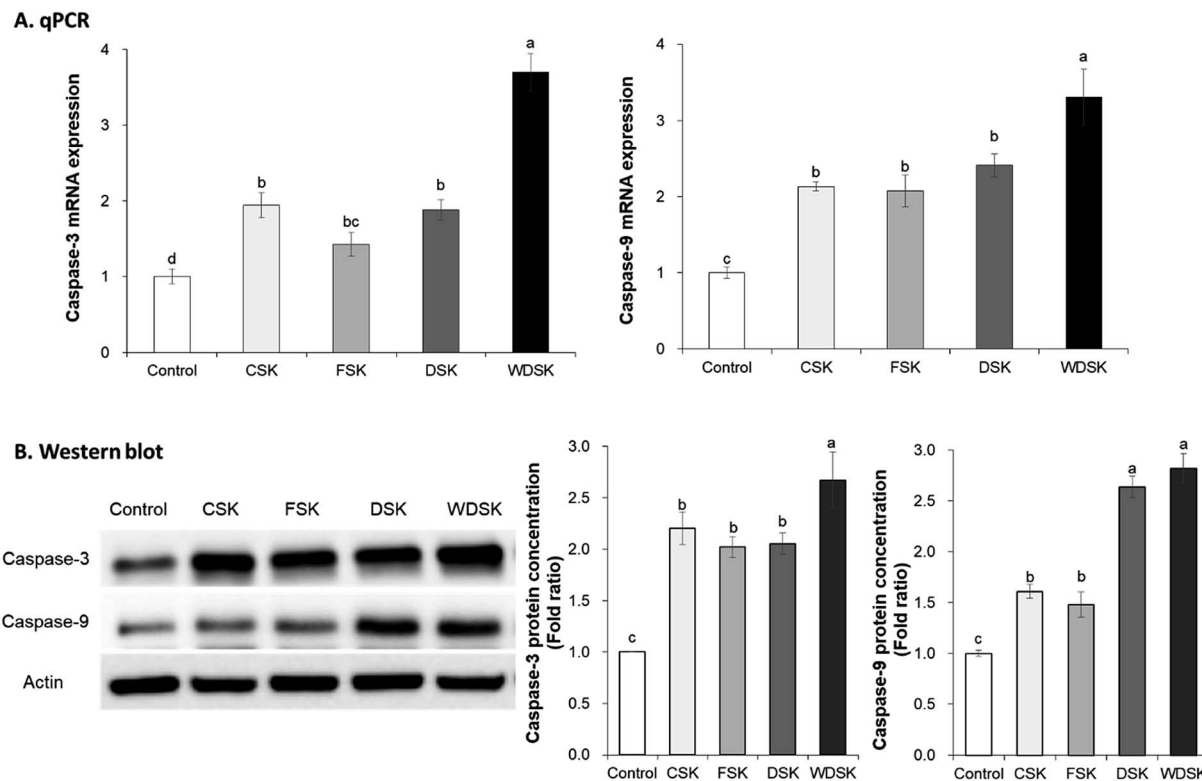 A. qPCR
Caspase-3 mRNA expression
4
3
2
1
0
d
b
bc
b
a
Control CSK FSK DSK WDSK
Caspase-9 mRNA expression
4
3
2
1
0
c
b
b
b
a
Control CSK FSK DSK WDSK
B. Western blot
Control CSK FSK DSK WDSK
Caspase-3
Caspase-9
Actin
Caspase-3 protein concentration
(Fold ratio)
3.0
2.5
2.0
1.5
1.0
0.5
0.0
c
b
b
b
a
Control CSK FSK DSK WDSK
Caspase-9 protein concentration
(Fold ratio)
3.0
2.5
2.0
1.5
1.0
0.5
0.0
c
b
b
a
a
Control CSK FSK DSK WDSK